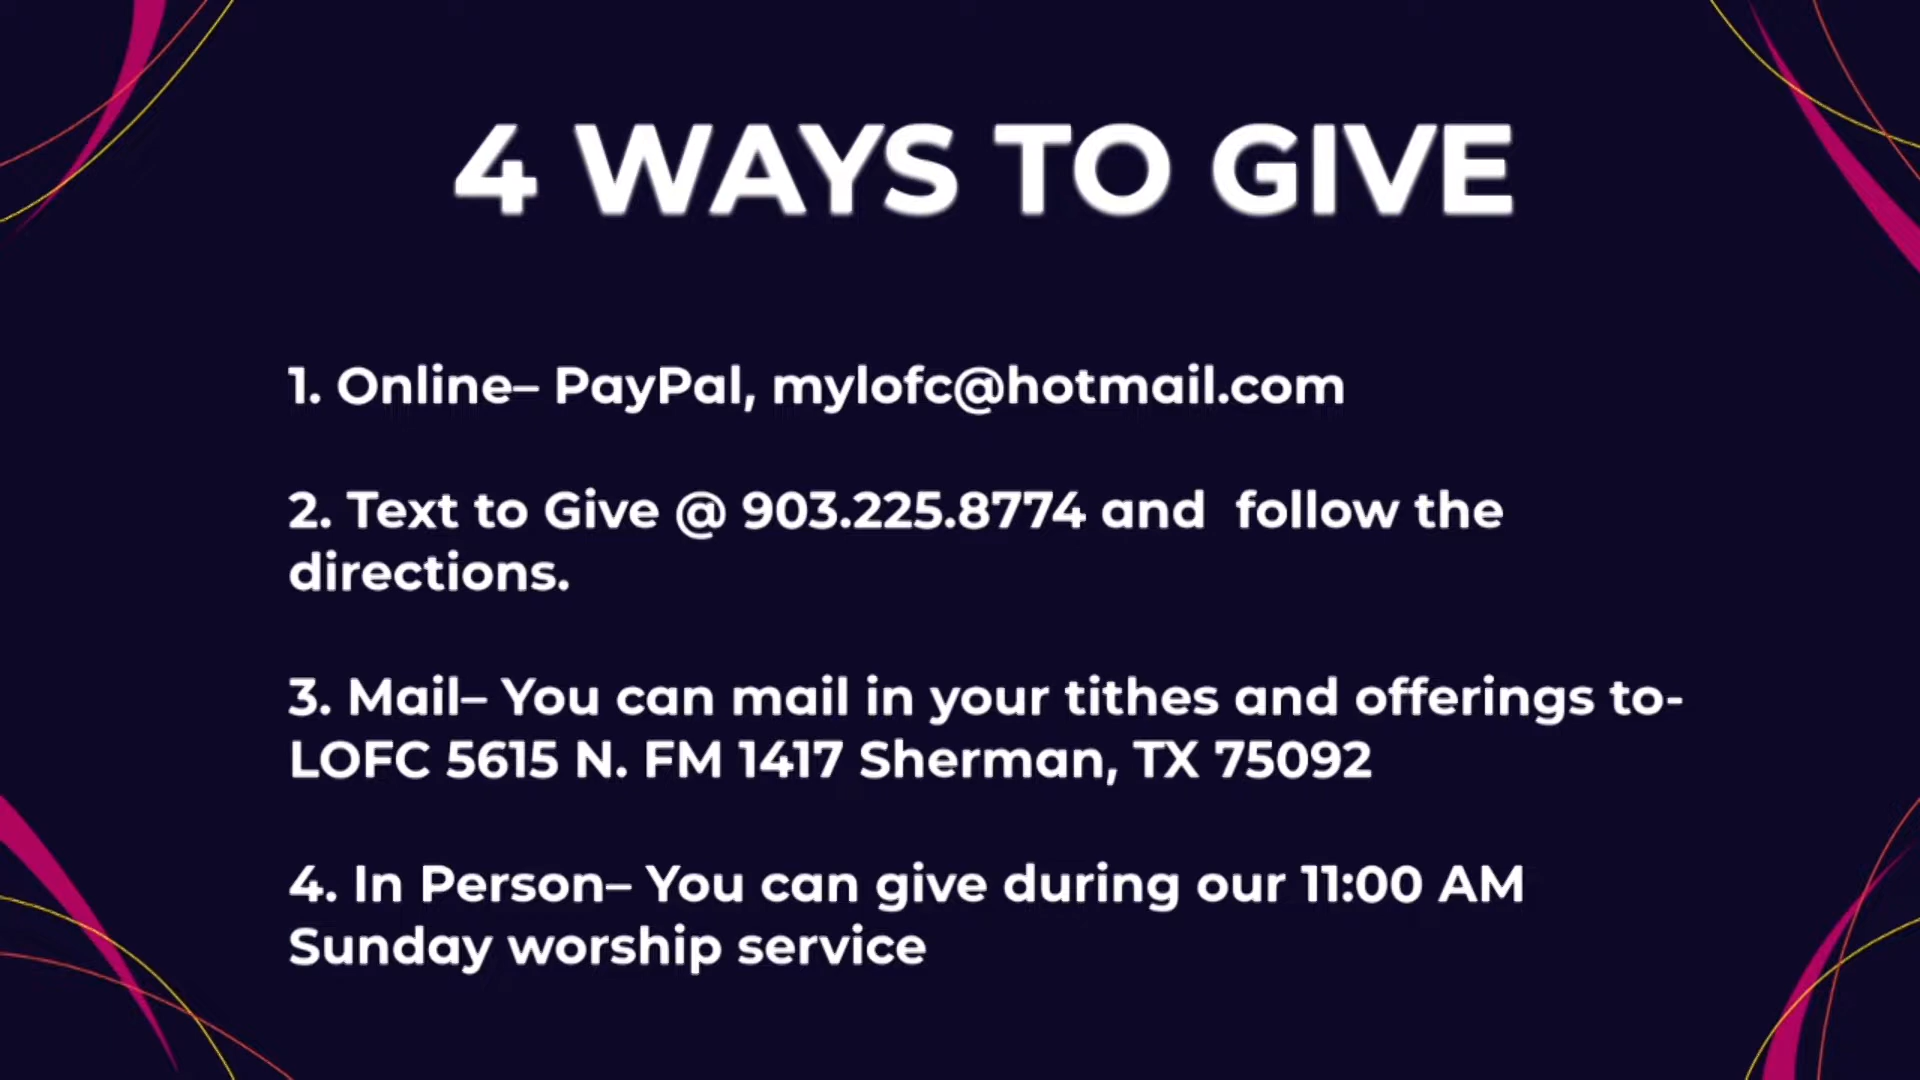 4 WAYS TO GIVE
1. Online– PayPal, mylofc@hotmail.com
2. Text to Give @ 903.225.8774 and  follow the
directions.
3. Mail– You can mail in your tithes and offerings to-
LOFC 5615 N. FM 1417 Sherman, TX 75092
4. In Person– You can give during our 11:00 AM
Sunday worship service